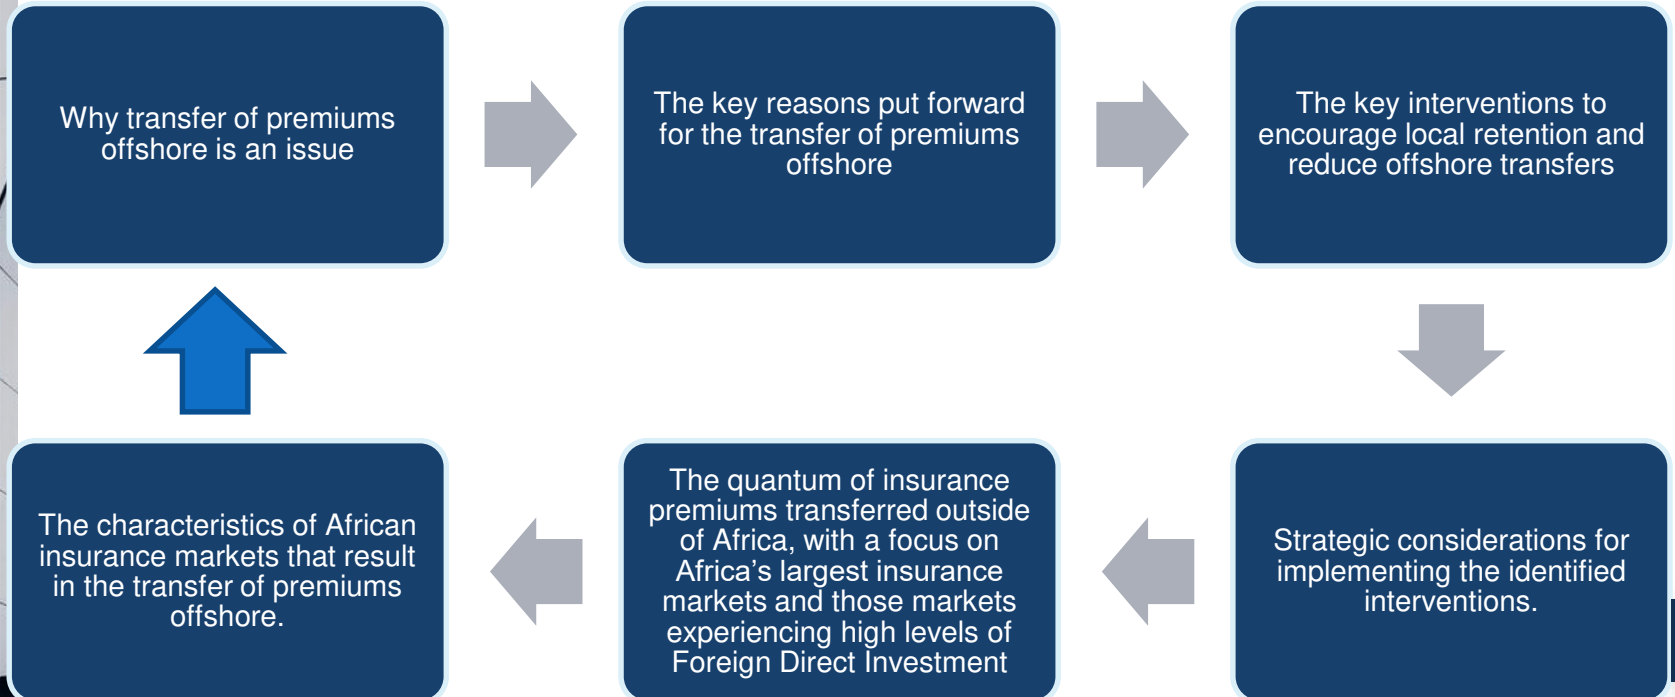 Why transfer of premiums
offshore is an issue
The key reasons put forward
for the transfer of premiums
offshore
The key interventions to
encourage local retention and
reduce offshore transfers
Strategic considerations for
implementing the identified
interventions.
The quantum of insurance
premiums transferred outside
of Africa, with a focus on
Africa’s largest insurance
markets and those markets
experiencing high levels of
Foreign Direct Investment
The characteristics of African
insurance markets that result
in the transfer of premiums
offshore.